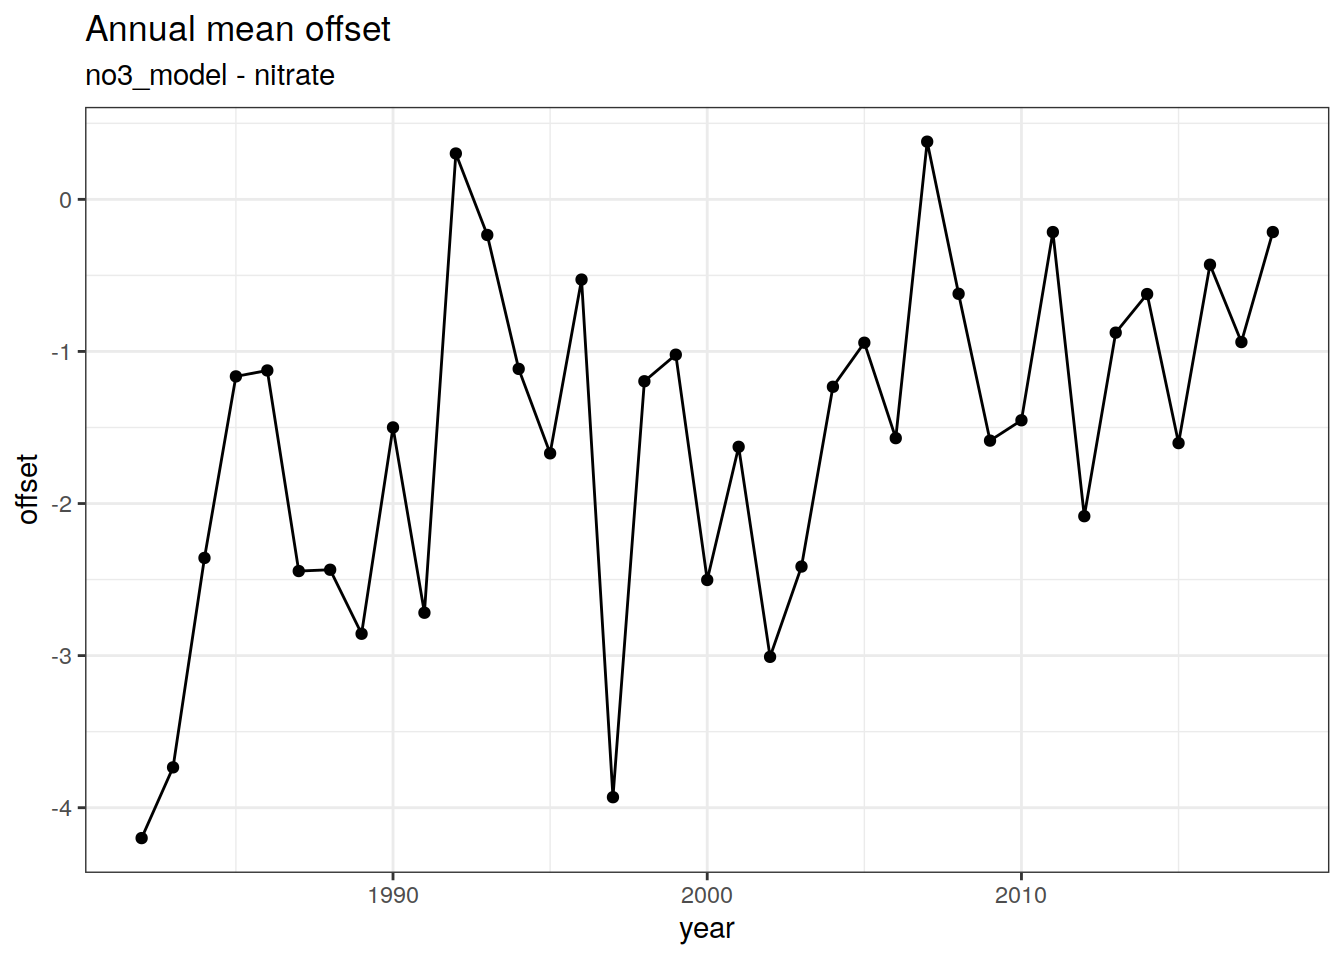 Annual mean offset
no3_model - nitrate
0
-1
-2
-3
-4
offset
1990
2000
2010
year